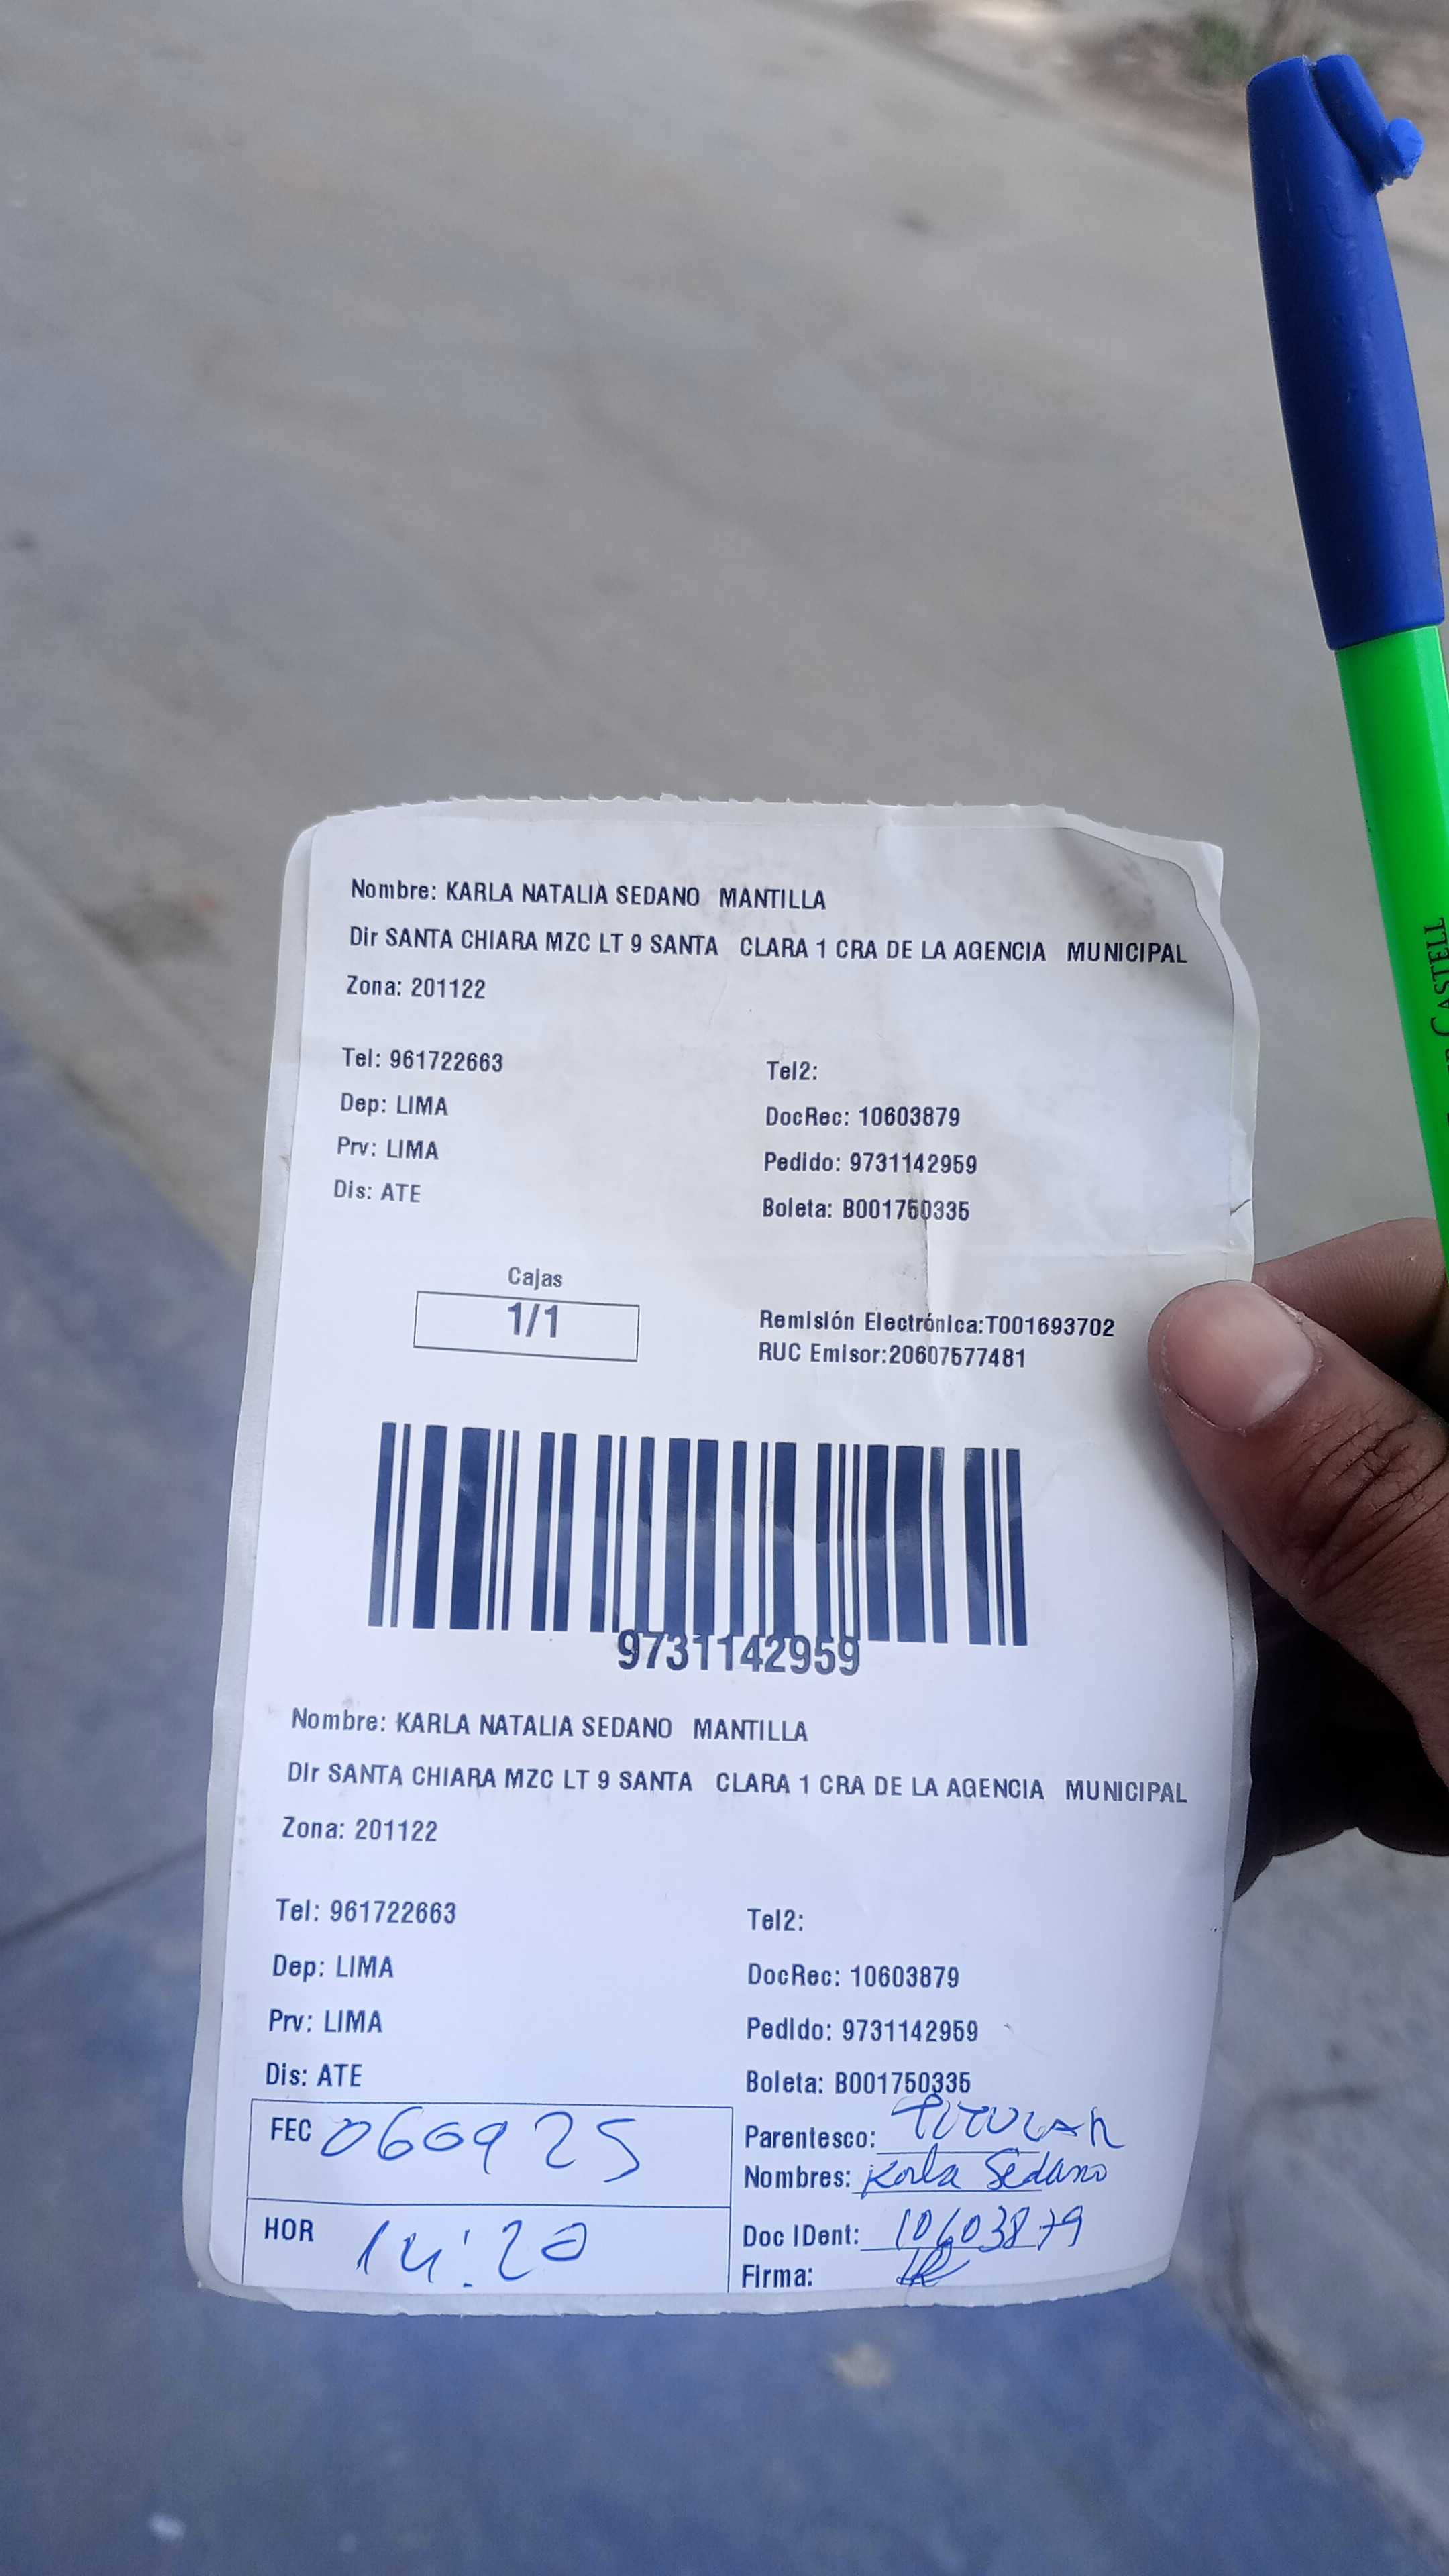 CASTELL
Nombre: KARLA NATALIA SEDANO MANTILLA
Dir SANTA CHIARA MZC LT 9 SANTA CLARA 1 CRA DE LA AGENCIA MUNICIPAL
Zona: 201122
Tel: 961722663 Tel2:
Dep: LIMA DocRec: 10603879
Prv: LIMA Pedido: 9731142959
Dis: ATE Boleta: B001750335
Cajas
1/1
Remisión Electrónica:T001693702
RUC Emisor:20607577481
9731142959
Nombre: KARLA NATALIA SEDANO MANTILLA
Dir SANTA CHIARA MZC LT 9 SANTA CLARA 1 CRA DE LA AGENCIA MUNICIPAL
Zona: 201122
Tel: 961722663 Tel2:
Dep: LIMA DocRec: 10603879
Prv: LIMA Pedido: 9731142959
Dis: ATE Boleta: B001750335
FEC 060925 Parentesco: TITULAR
Nombres: Karla Sedano
HOR 14:20 Doc IDent: 10603879
Firma: